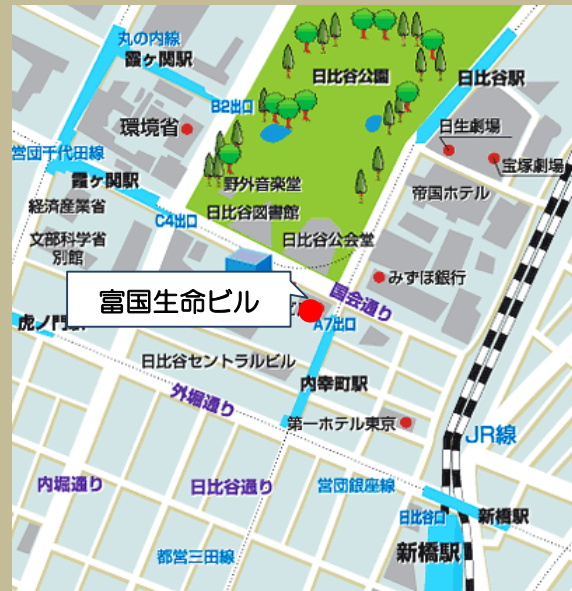 丸の内線
霞ヶ関駅
日比谷公園
日比谷駅
B2出口
環境省
日生劇場
宝塚劇場
営団千代田線
霞ヶ関駅
野外音楽堂
帝国ホテル
経済産業省
C4出口
日比谷図書館
文部科学省
別館
日比谷公会堂
みずほ銀行
国会通り
富国生命ビル
A7出口
虎ノ門
日比谷セントラルビル
内幸町駅
外堀通り
第一ホテル東京
JR線
内堀通り
日比谷通り
営団銀座線
日比谷口
新橋駅
新橋駅
都営三田線